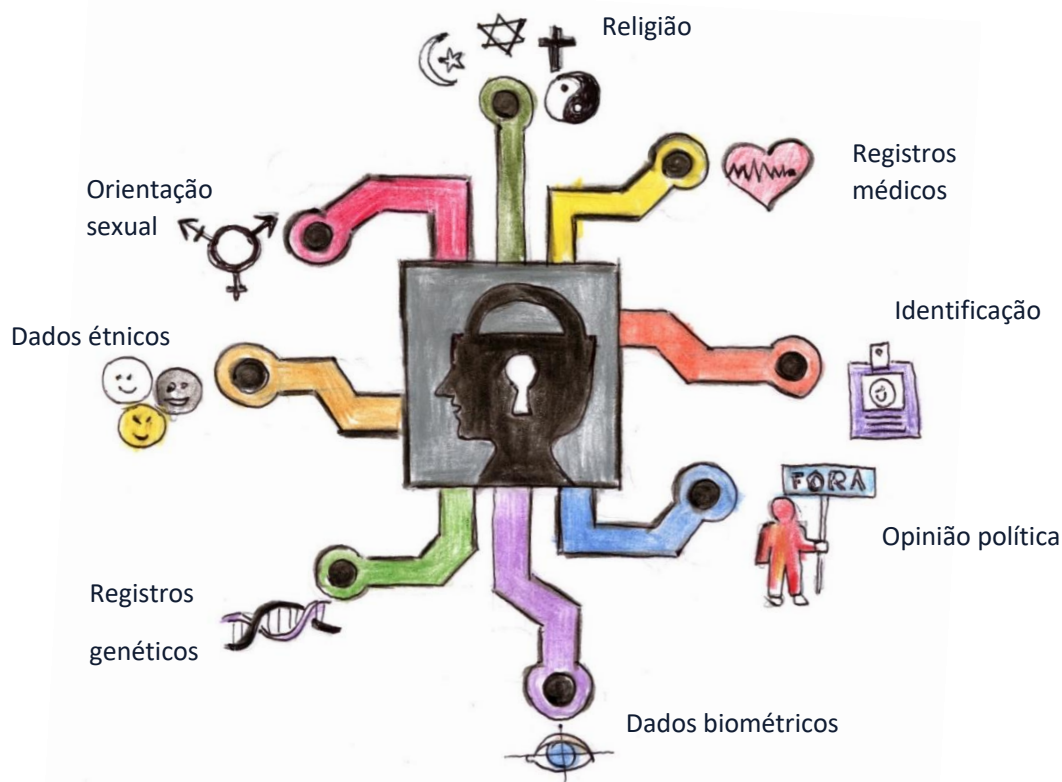 Religião
Registros
médicos
Orientação
sexual
Identificação
Dados étnicos
FORA
Opinião política
Registros
genéticos
Dados biométricos